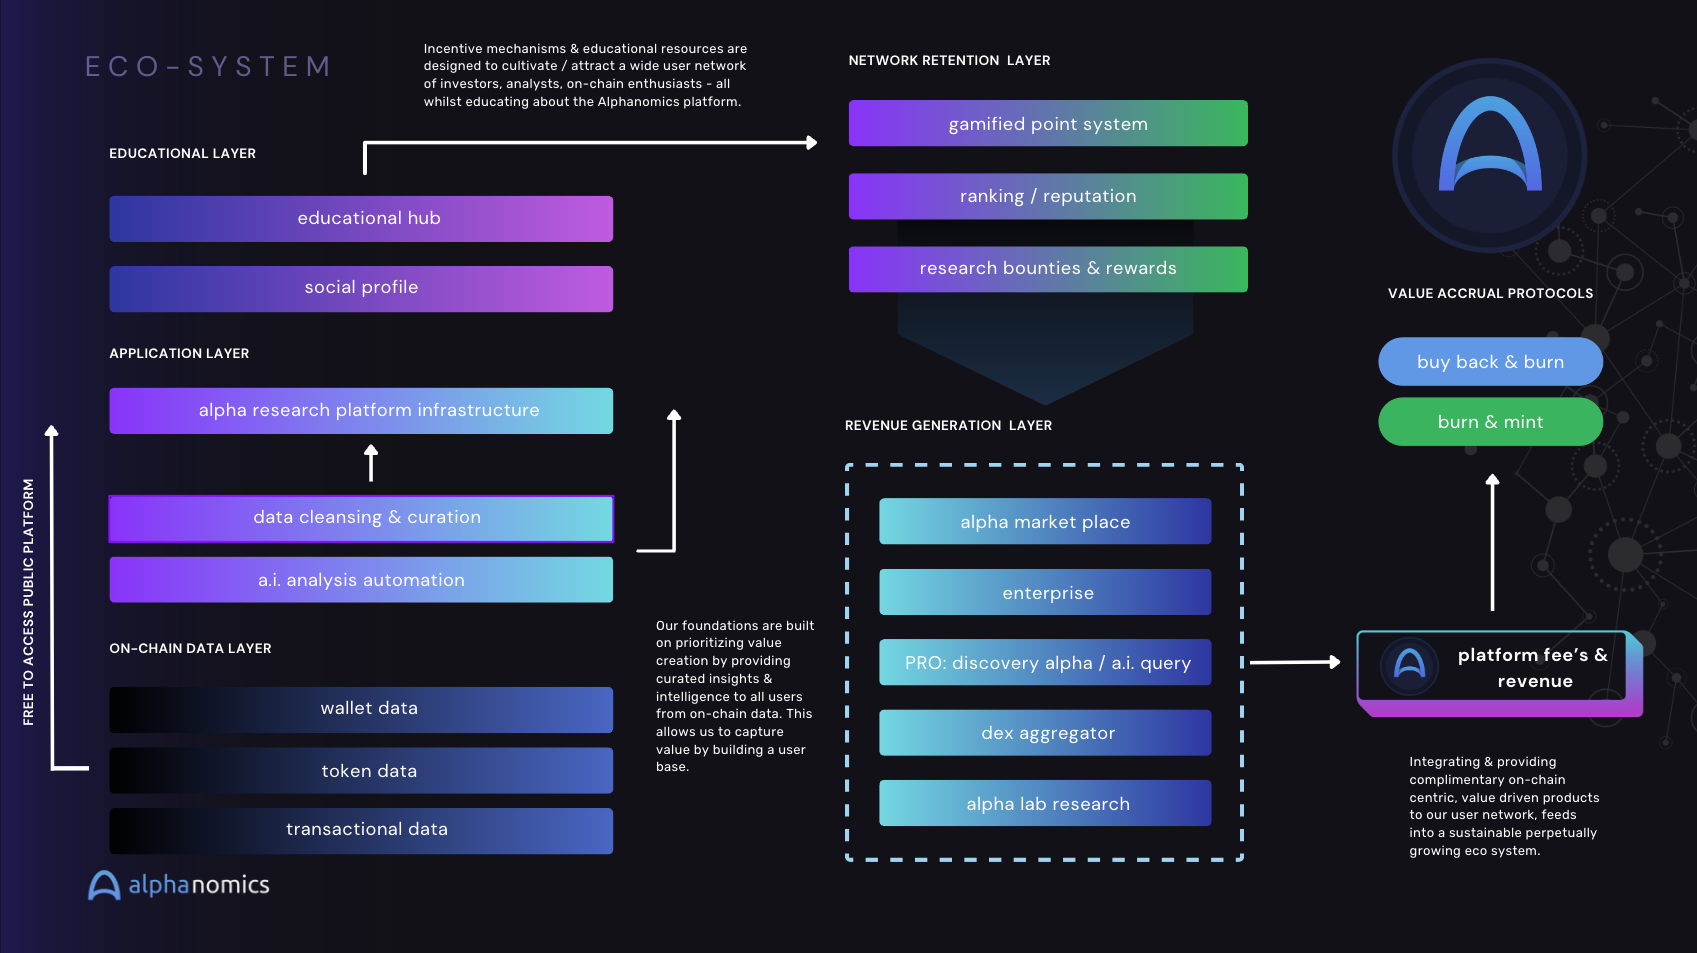 ECO-SYSTEM
Incentive mechanisms & educational resources are
designed to cultivate / attract a wide user network
of investors, analysts, on-chain enthusiasts - all
whilst educating about the Alphanomics platform.
EDUCATIONAL LAYER
educational hub
social profile
APPLICATION LAYER
alpha research platform infrastructure
data cleansing & curation
a.i. analysis automation
FREE TO ACCESS PUBLIC PLATFORM
ON-CHAIN DATA LAYER
wallet data
token data
transactional data
alphanomics
Our foundations are built
on prioritizing value
creation by providing
curated insights &
intelligence to all users
from on-chain data. This
allows us to capture
value by building a user
base.
NETWORK RETENTION LAYER
gamified point system
ranking / reputation
research bounties & rewards
REVENUE GENERATION LAYER
alpha market place
enterprise
PRO: discovery alpha / a.i. query
dex aggregator
alpha lab research
VALUE ACCRUAL PROTOCOLS
buy back & burn
burn & mint
platform fee's &
revenue
Integrating & providing
complimentary on-chain
centric, value driven products
to our user network, feeds
into a sustainable perpetually
growing eco system.